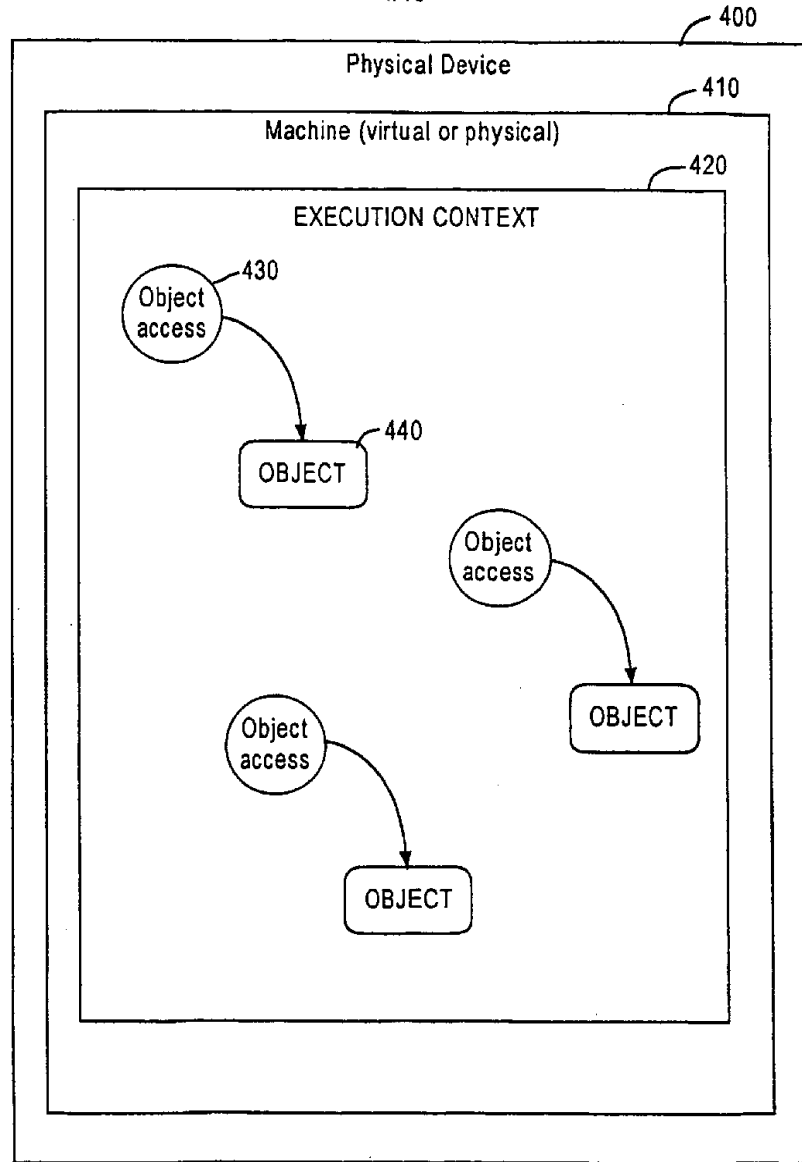 400
Physical Device
410
Machine (virtual or physical)
420
EXECUTION CONTEXT
430
Object
access
440
OBJECT
Object
access
OBJECT
Object
access
OBJECT